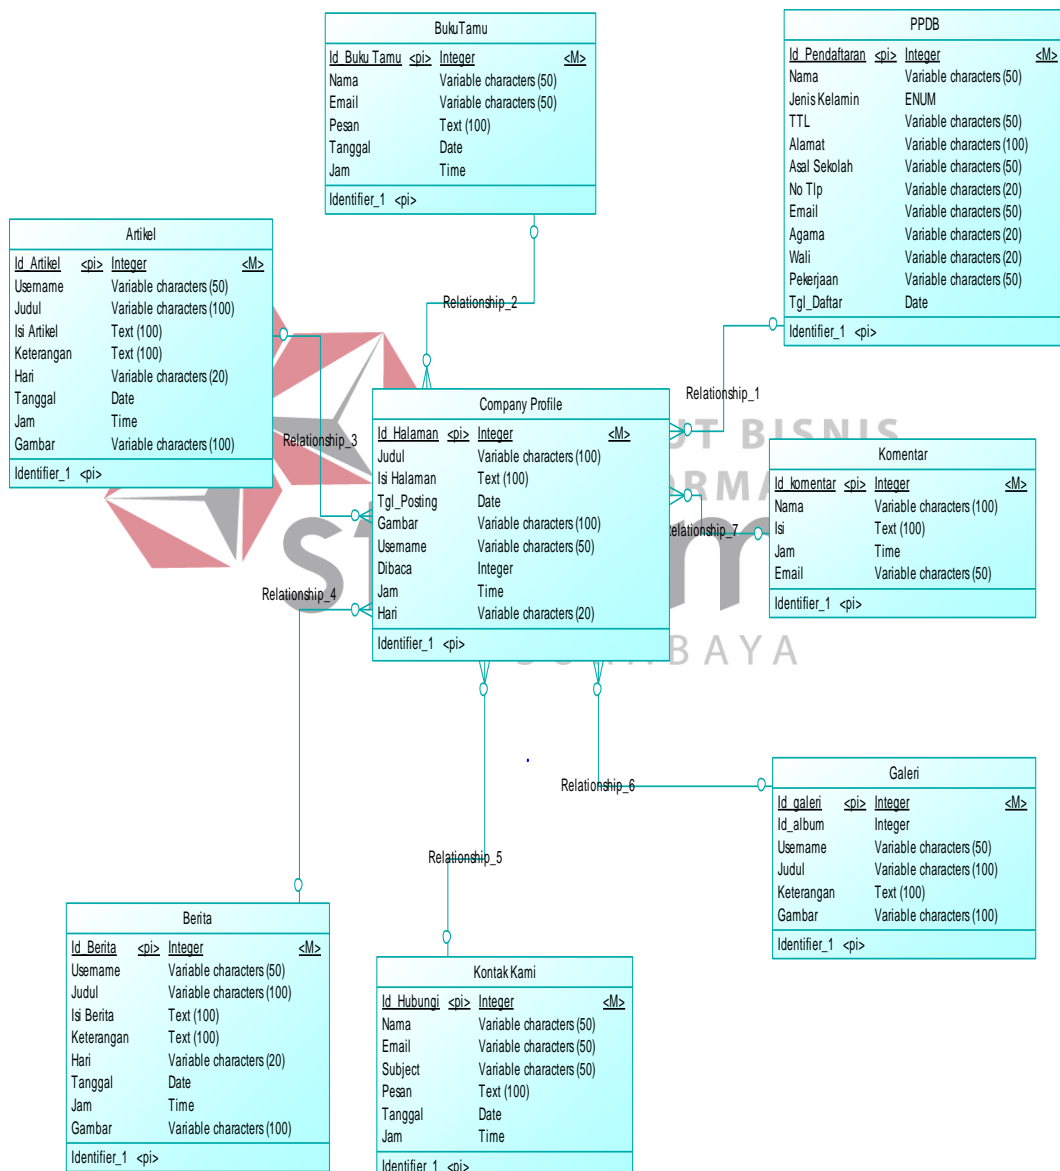 BukuTamu
Id_Buku Tamu <pi> Integer <M>
Nama Variable characters (50)
Email Variable characters (50)
Pesan Text (100)
Tanggal Date
Jam Time
Identifier_1 <pi>
PPDB
Id_Pendaftaran <pi> Integer <M>
Nama Variable characters (50)
Jenis Kelamin ENUM
TTL Variable characters (50)
Alamat Variable characters (100)
Asal Sekolah Variable characters (50)
No Tlp Variable characters (20)
Email Variable characters (50)
Agama Variable characters (20)
Wali Variable characters (20)
Pekerjaan Variable characters (50)
Tgl_Daftar Date
Identifier_1 <pi>
Artikel
Id_Artikel <pi> Integer <M>
Username Variable characters (50)
Judul Variable characters (100)
Isi Artikel Text (100)
Keterangan Text (100)
Hari Variable characters (20)
Tanggal Date
Jam Time
Gambar Variable characters (100)
Identifier_1 <pi>
Relationship_2
Relationship_1
Relationship_3
Company Profile
Id_Halaman <pi> Integer <M>
Judul Variable characters (100)
Isi Halaman Text (100)
Tgl_Posting Date
Gambar Variable characters (100)
Username Variable characters (50)
Dibaca Integer
Jam Time
Hari Variable characters (20)
Identifier_1 <pi>
UT BISNIS
ORMA
SURABAYA
Komentar
Id_komentar <pi> Integer <M>
Nama Variable characters (100)
Isi Text (100)
Jam Time
Email Variable characters (50)
Identifier_1 <pi>
Relationship_7
Relationship_4
Relationship_6
Relationship_5
Galeri
Id_galeri <pi> Integer <M>
Id_album Integer
Username Variable characters (50)
Judul Variable characters (100)
Keterangan Text (100)
Gambar Variable characters (100)
Identifier_1 <pi>
Berita
Id_Berita <pi> Integer <M>
Username Variable characters (50)
Judul Variable characters (100)
Isi Berita Text (100)
Keterangan Text (100)
Hari Variable characters (20)
Tanggal Date
Jam Time
Gambar Variable characters (100)
Identifier_1 <pi>
Kontak Kami
Id_Hubungi <pi> Integer <M>
Nama Variable characters (50)
Email Variable characters (50)
Subject Variable characters (50)
Pesan Text (100)
Tanggal Date
Jam Time
Identifier_1 <pi>